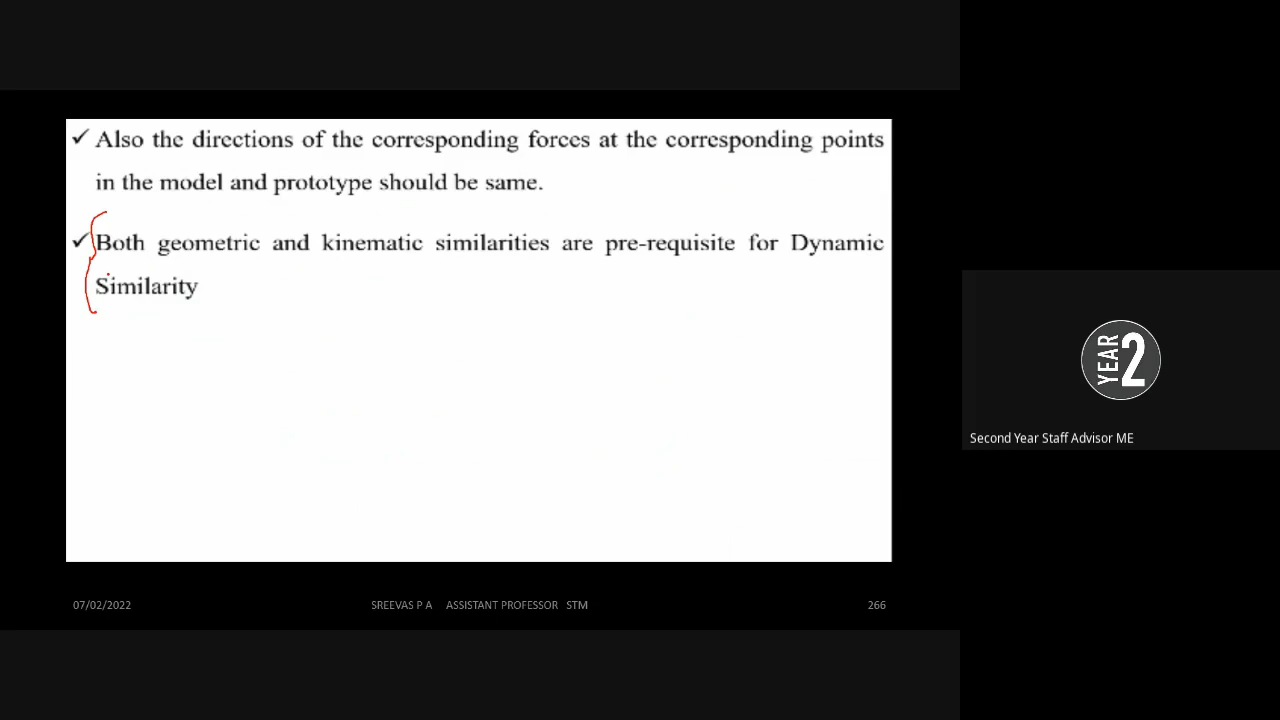 ✓ Also the directions of the corresponding forces at the corresponding points
in the model and prototype should be same.
✓ Both geometric and kinematic similarities are pre-requisite for Dynamic
Similarity
YEAR 2
Second Year Staff Advisor ME
07/02/2022 SREEVAS P A ASSISTANT PROFESSOR STM 266